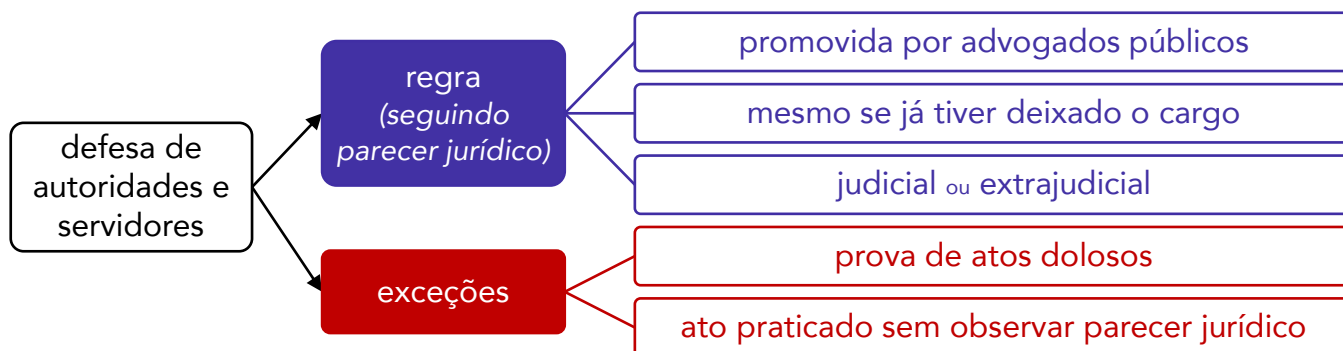 defesa de
autoridades e
servidores
regra
(seguindo
parecer jurídico)
promovida por advogados públicos
mesmo se já tiver deixado o cargo
judicial ou extrajudicial
exceções
prova de atos dolosos
ato praticado sem observar parecer jurídico